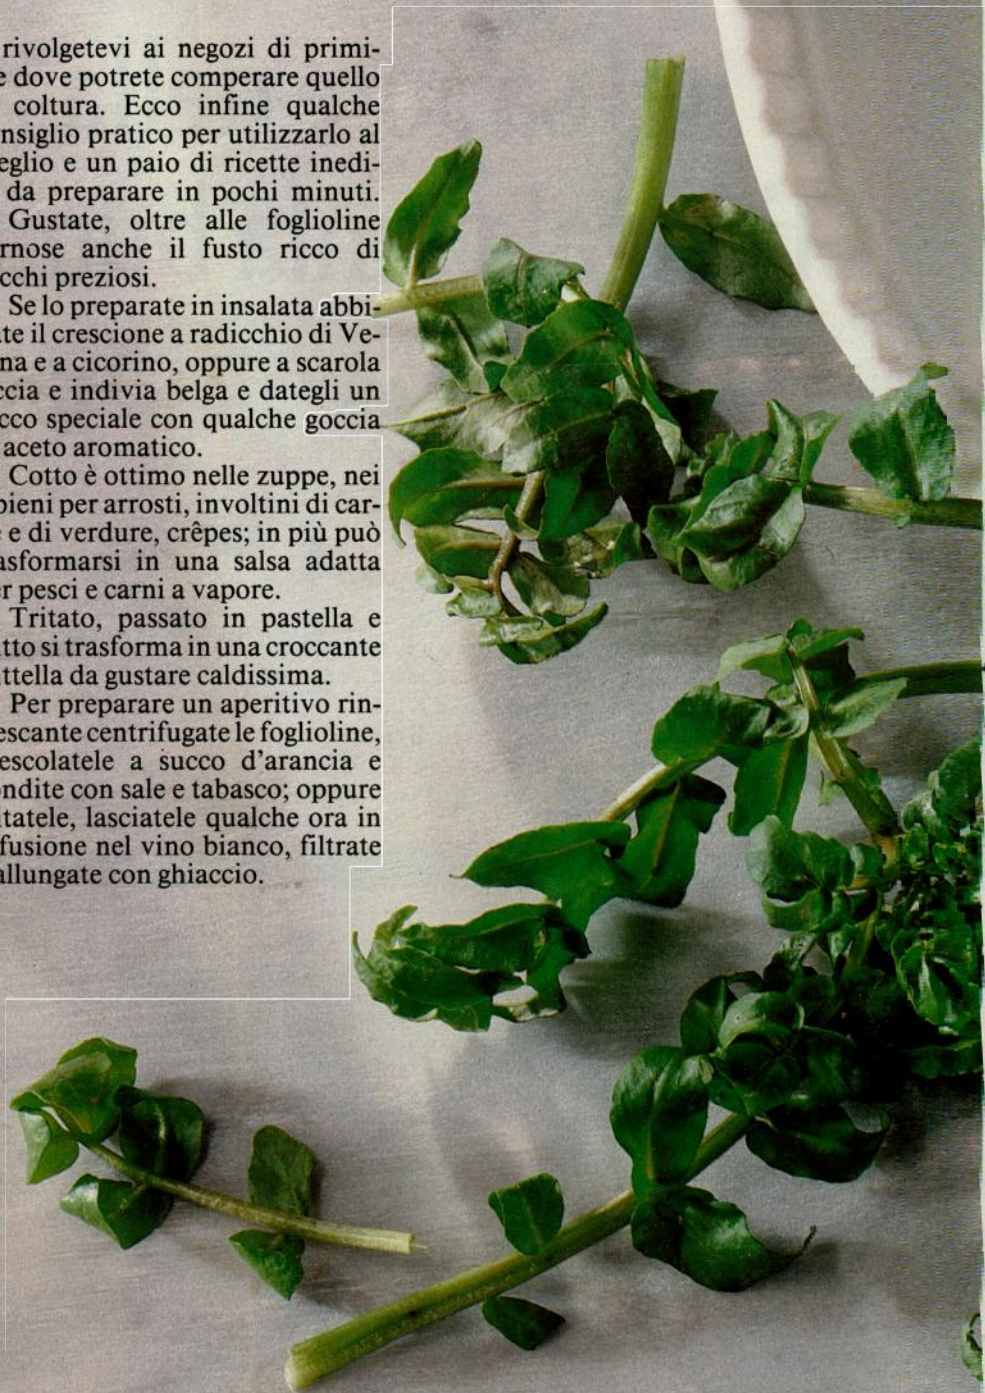 rivolgetevi ai negozi di primi-
e dove potrete comperare quello
coltura. Ecco infine qualche
nsiglio pratico per utilizzarlo al
eglio e un paio di ricette inedi-
da preparare in pochi minuti.
Gustate, oltre alle foglioline
rnose anche il fusto ricco di
cchi preziosi.
Se lo preparate in insalata abbi-
te il crescione a radicchio di Ve-
na e a cicorino, oppure a scarola
ccia e indivia belga e dategli un
cco speciale con qualche goccia
aceto aromatico.
Cotto è ottimo nelle zuppe, nei
pieni per arrosti, involtini di car-
e e di verdure, crêpes; in più può
asformarsi in una salsa adatta
er pesci e carni a vapore.
Tritato, passato in pastella e
tto si trasforma in una croccante
ttella da gustare caldissima.
Per preparare un aperitivo rin-
escante centrifugate le foglioline,
escolatele a succo d'arancia e
ondite con sale e tabasco; oppure
itatele, lasciatele qualche ora in
fusione nel vino bianco, filtrate
allungate con ghiaccio.